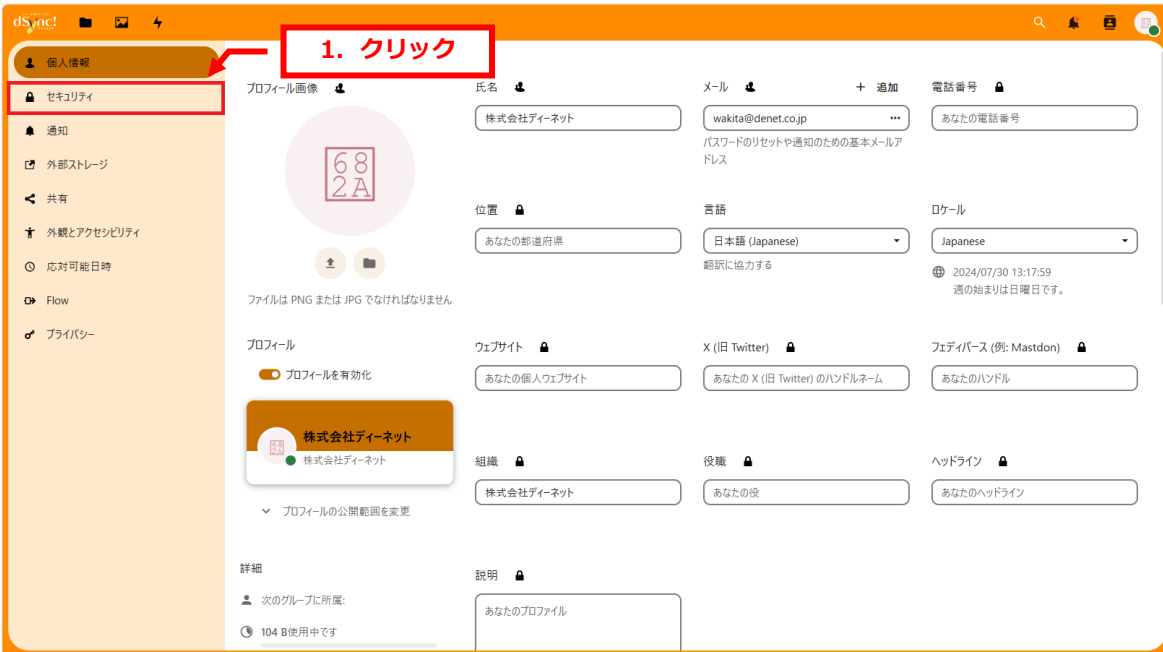 dSync!
1. クリック
個人情報
セキュリティ
通知
外部ストレージ
共有
外観とアクセシビリティ
応対可能日時
Flow
プライバシー
プロフィール画像
682A
ファイルは PNG または JPG でなければなりません
氏名
株式会社ディーネット
メール
+ 追加
wakita@denet.co.jp
パスワードのリセットや通知のための基本メールア
ドレス
電話番号
あなたの電話番号
位置
あなたの都道府県
言語
日本語 (Japanese)
翻訳に協力する
ロケール
Japanese
2024/07/30 13:17:59
週の始まりは日曜日です。
プロフィール
プロフィールを有効化
株式会社ディーネット
株式会社ディーネット
プロフィールの公開範囲を変更
ウェブサイト
あなたの個人ウェブサイト
X (旧 Twitter)
あなたの X (旧 Twitter) のハンドルネーム
フェディバース (例: Mastdon)
あなたのハンドル
組織
株式会社ディーネット
役職
あなたの役
ヘッドライン
あなたのヘッドライン
詳細
次のグループに所属:
104 B使用中です
説明
あなたのプロファイル